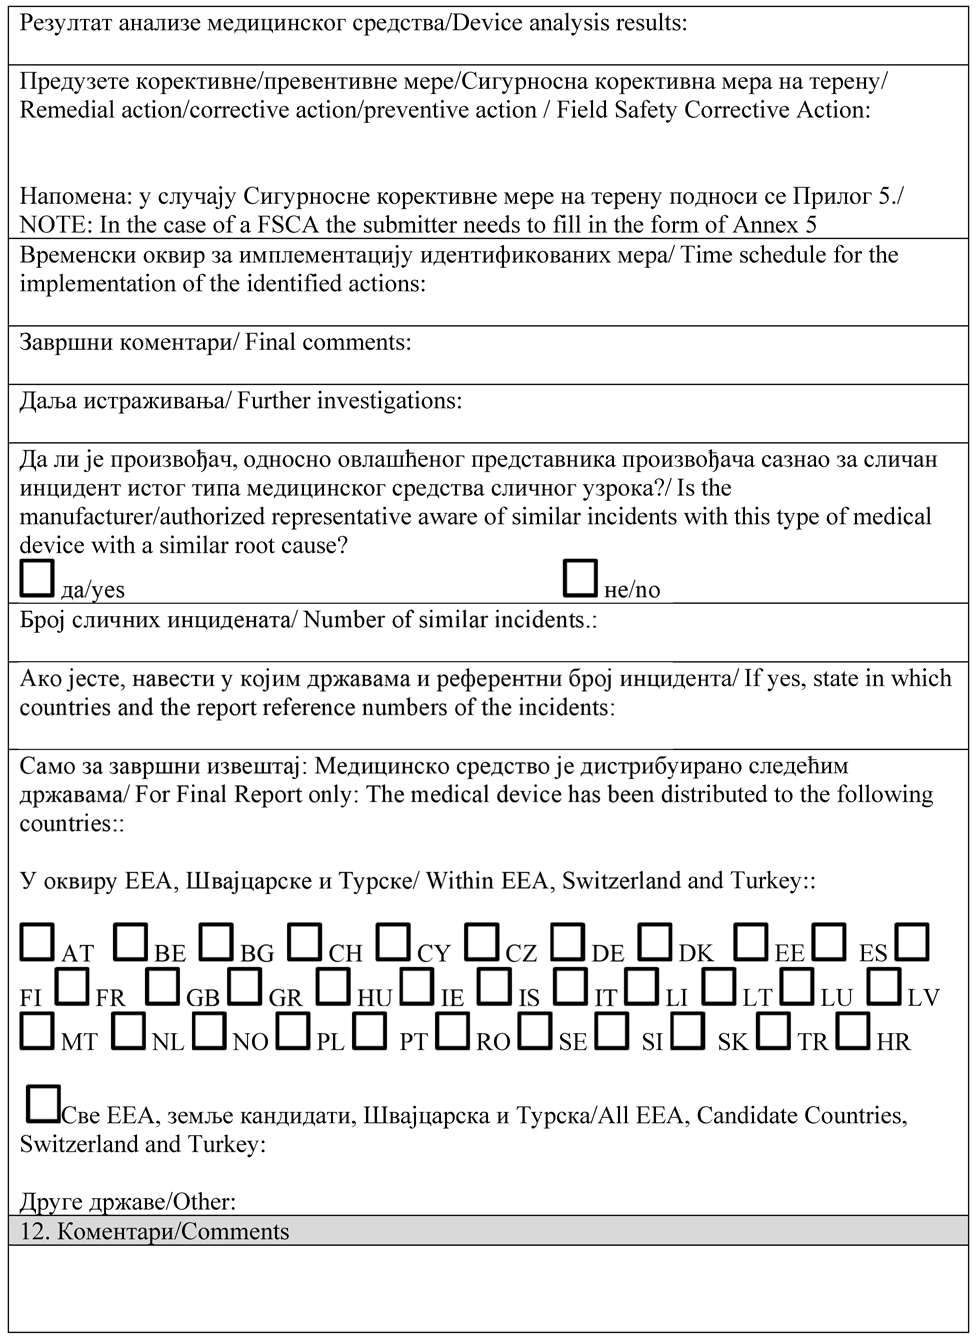 Резултат анализе медицинског средства/Device analysis results:
Предузете корективне/превентивне мере/Сигурносна корективна мера на терену/
Remedial action/corrective action/preventive action / Field Safety Corrective Action:
Напомена: у случају Сигурносне корективне мере на терену подноси се Прилог 5./
NOTE: In the case of a FSCA the submitter needs to fill in the form of Annex 5
Временски оквир за имплементацију идентификованих мера/ Time schedule for the
implementation of the identified actions:
Завршни коментари/ Final comments:
Даља истраживања/ Further investigations:
Да ли је произвођач, односно овлашћеног представника произвођача сазнао за сличан
инцидент истог типа медицинског средства сличног узрока?/ Is the
manufacturer/authorized representative aware of similar incidents with this type of medical
device with a similar root cause?
да/yes не/no
Број сличних инцидената/ Number of similar incidents.:
Ако јесте, навести у којим државама и референтни број инцидента/ If yes, state in which
countries and the report reference numbers of the incidents:
Само за завршни извештај: Медицинско средство је дистрибуирано следећим
државама/ For Final Report only: The medical device has been distributed to the following
countries::
У оквиру ЕЕА, Швајцарске и Турске/ Within EEA, Switzerland and Turkey::
AT BE BG CH CY CZ DE DK EE ES
FI FR GB GR HU IE IS IT LI LT LU LV
MT NL NO PL PT RO SE SI SK TR HR
Све ЕЕА, земље кандидати, Швајцарска и Турска/All EEA, Candidate Countries,
Switzerland and Turkey:
Друге државе/Other:
12. Коментари/Comments